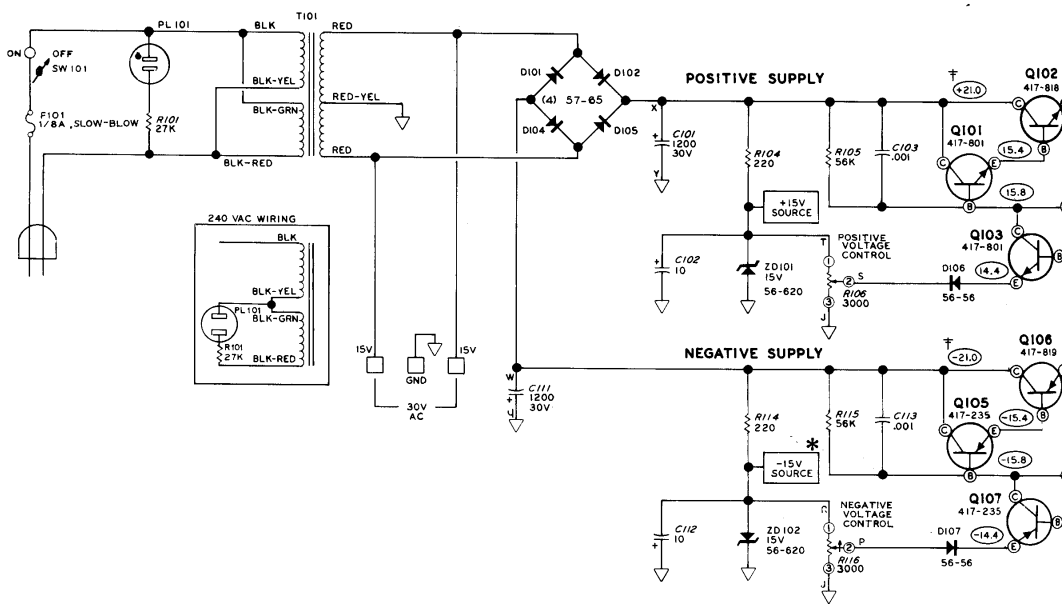 T101
PL101
BLK
RED
ON
OFF
SW101
BLK-YEL
RED-YEL
BLK-GRN
F101
1/8A, SLOW-BLOW
R101
27K
BLK-RED
RED
D101
D102
(4) 57-65
D104
D105
POSITIVE SUPPLY
X
C101
1200
30V
Y
R104
220
R105
56K
C103
.001
+21.0
Q102
417-818
C
E
B
Q101
417-801
15.4
15.8
+15V
SOURCE
C102
10
ZD101
15V
56-620
POSITIVE
VOLTAGE
CONTROL
T
1
2
S
R106
3000
3
J
D106
56-56
14.4
Q103
417-801
C
E
B
240 VAC WIRING
BLK
BLK-YEL
PL101
BLK-GRN
R101
27K
BLK-RED
15V
GND
15V
30V
AC
NEGATIVE SUPPLY
W
C111
1200
30V
U
R114
220
R115
56K
C113
.001
-21.0
Q106
417-819
C
E
B
Q105
417-235
-15.4
-15.8
*
-15V
SOURCE
C112
10
ZD102
15V
56-620
NEGATIVE
VOLTAGE
CONTROL
1
2
P
R116
3000
3
J
D107
56-56
-14.4
Q107
417-235
C
E
B